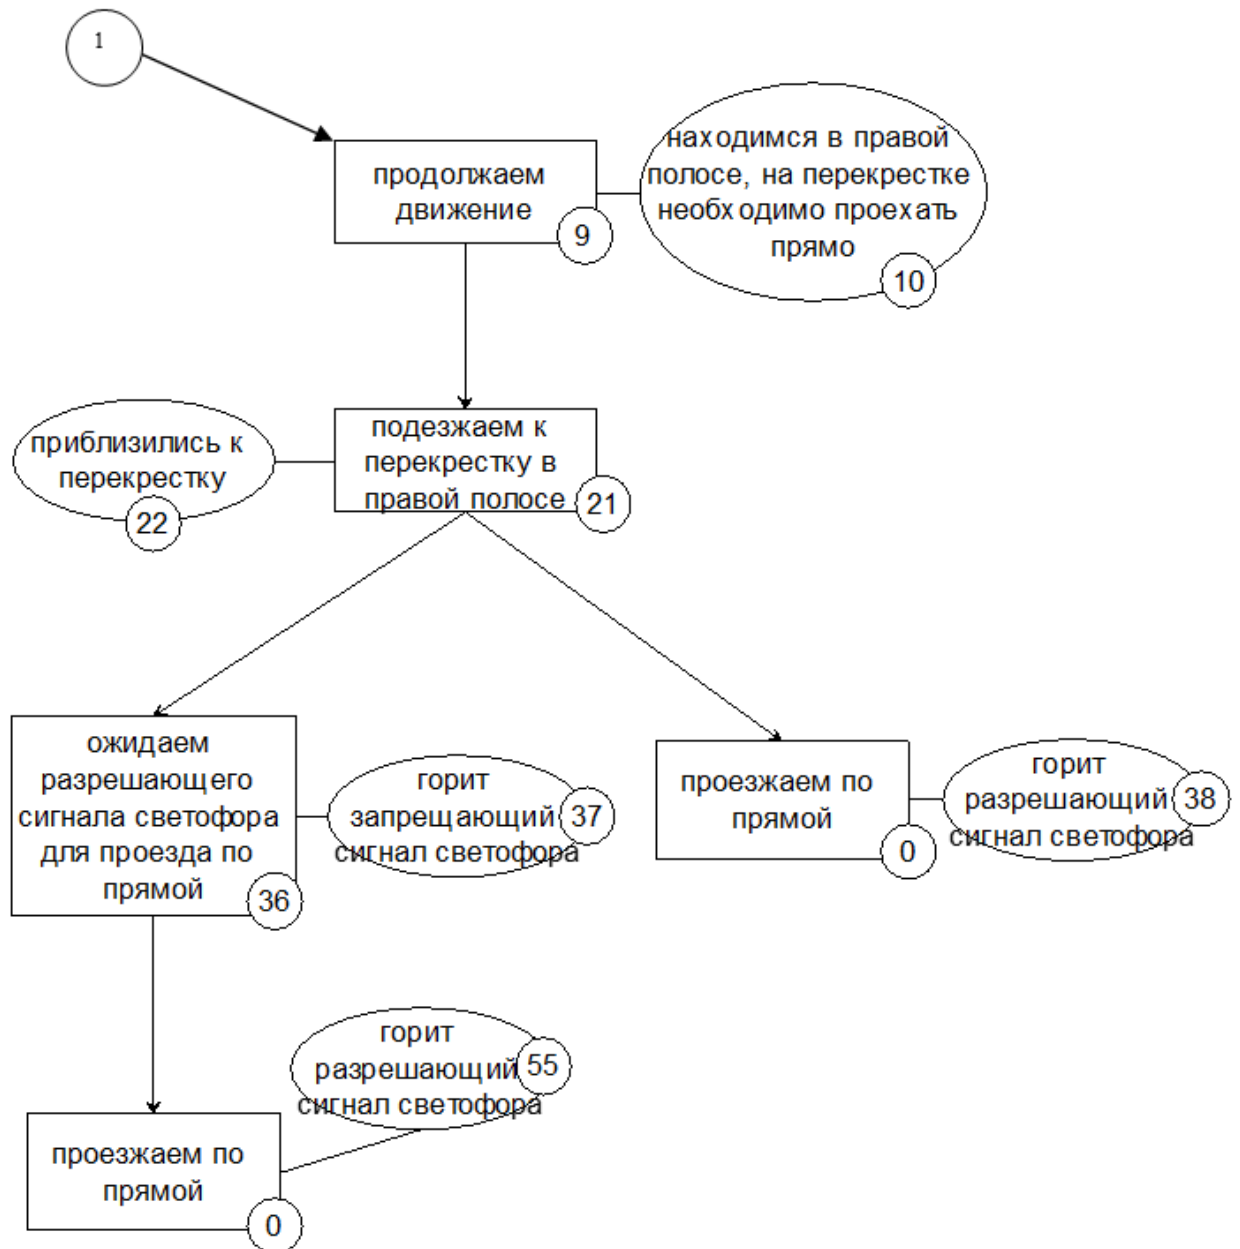 1
продолжаем
движение
9
находимся в правой
полосе, на перекрестке
необходимо проехать
прямо
10
приблизились к
перекрестку
22
подезжаем к
перекрестку в
правой полосе
21
ожидаем
разрешающего
сигнала светофора
для проезда по
прямой
36
горит
запрещающий
сигнал светофора
37
проезжаем по
прямой
0
горит
разрешающий
сигнал светофора
38
горит
разрешающий
сигнал светофора
55
проезжаем по
прямой
0